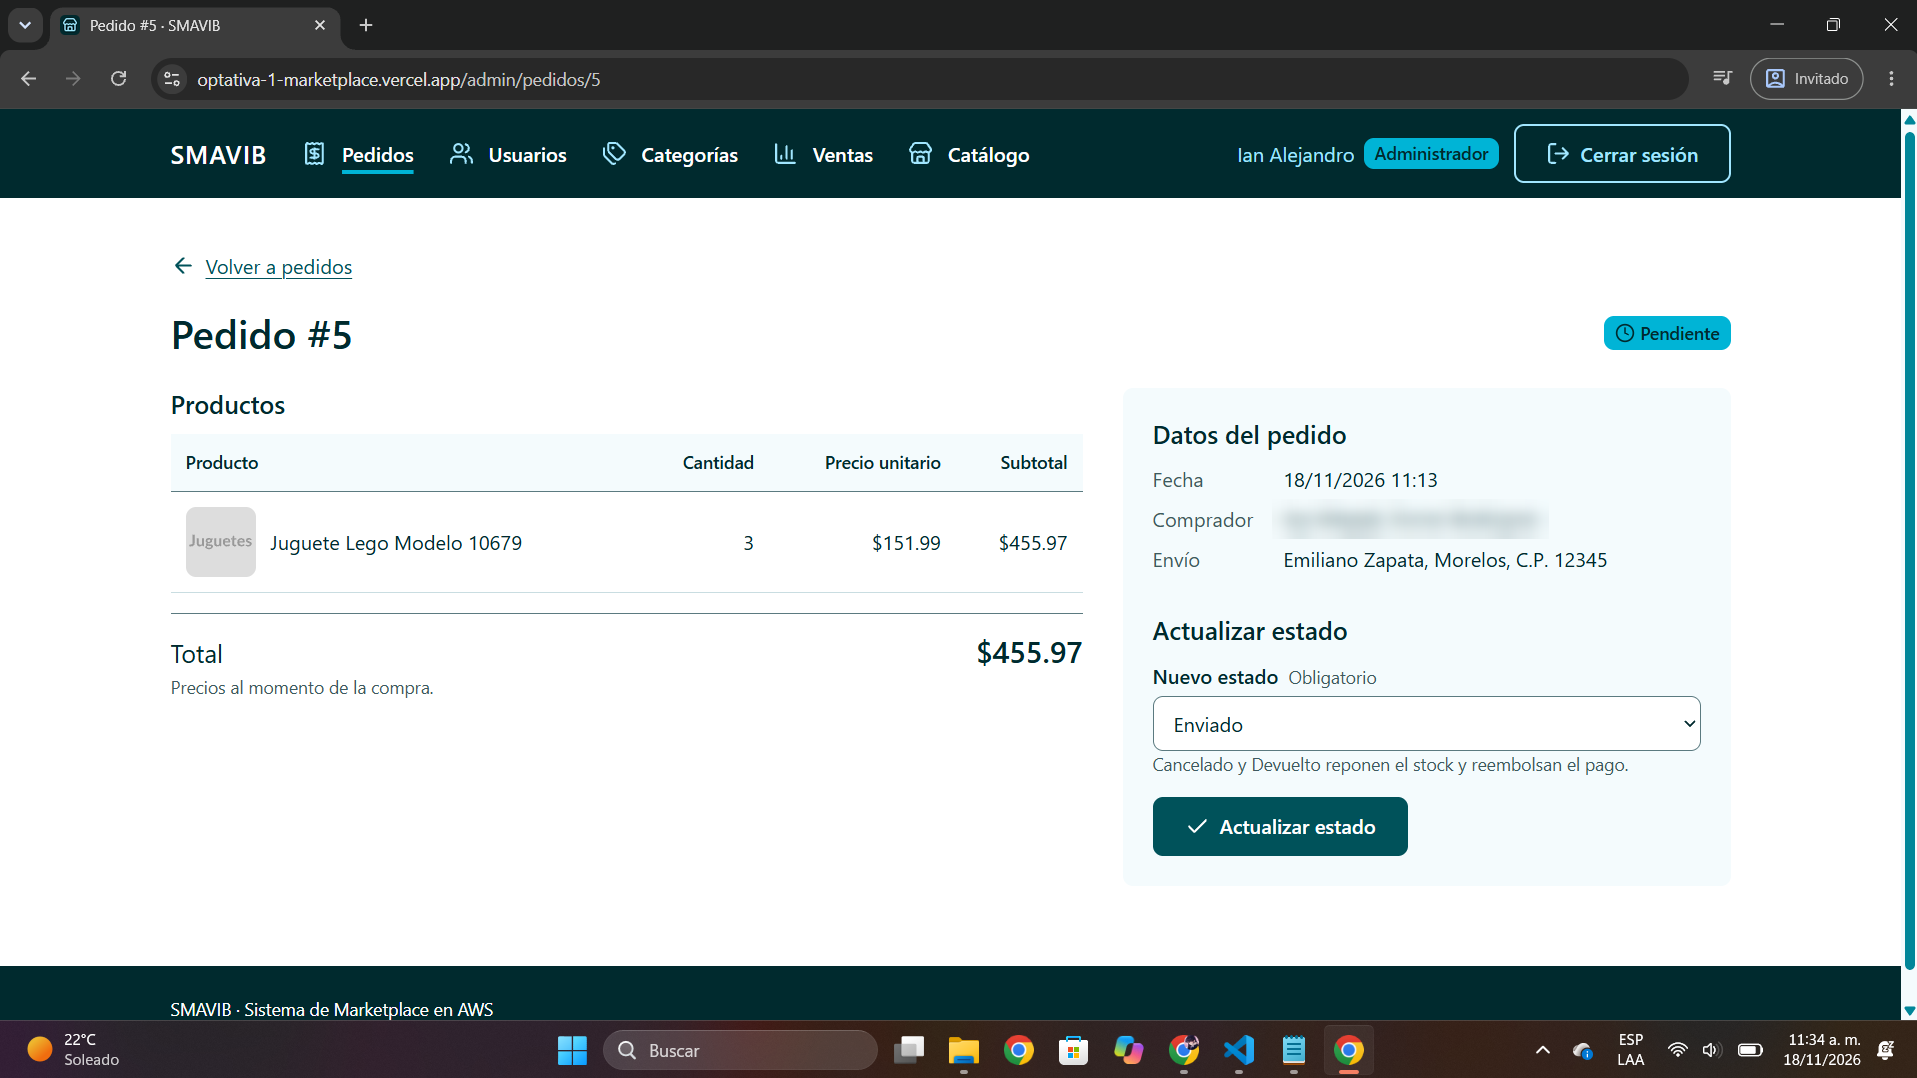 Pedido #5 · SMAVIB
optativa-1-marketplace.vercel.app/admin/pedidos/5
Invitado
SMAVIB Pedidos Usuarios Categorías Ventas Catálogo Ian Alejandro Administrador Cerrar sesión
Volver a pedidos
Pedido #5
Pendiente
Productos
Producto Cantidad Precio unitario Subtotal
Juguetes Juguete Lego Modelo 10679 3 $151.99 $455.97
Total $455.97
Precios al momento de la compra.
Datos del pedido
Fecha 18/11/2026 11:13
Comprador
Envío Emiliano Zapata, Morelos, C.P. 12345
Actualizar estado
Nuevo estado Obligatorio
Enviado
Cancelado y Devuelto reponen el stock y reembolsan el pago.
Actualizar estado
SMAVIB · Sistema de Marketplace en AWS
22°C
Soleado
Buscar
ESP
LAA
11:34 a. m.
18/11/2026